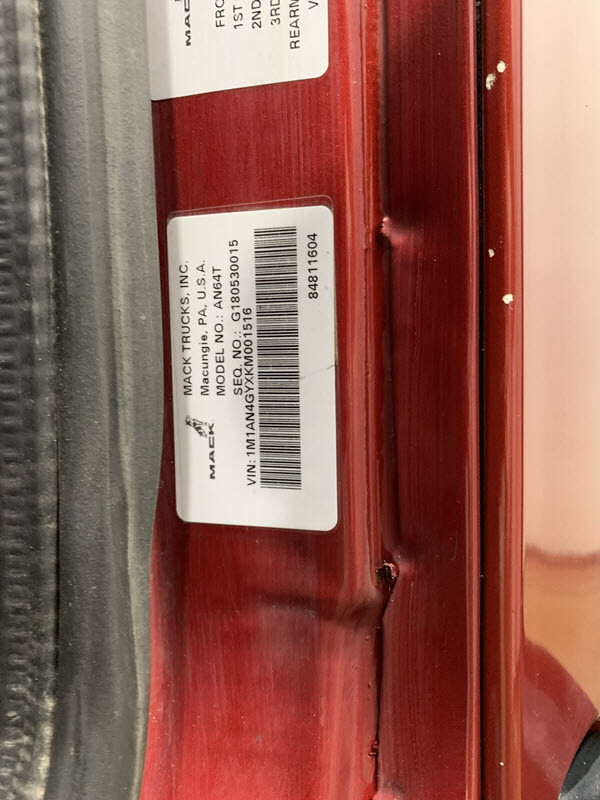 MACK
MACK TRUCKS, INC.
Macungie, PA, U.S.A.
MODEL NO.: AN64T
SEQ. NO.: G180530015
VIN: 1M1AN4GYXKM001516
84811604
MACK
FRO
1ST
2ND
3RD
REARM
V